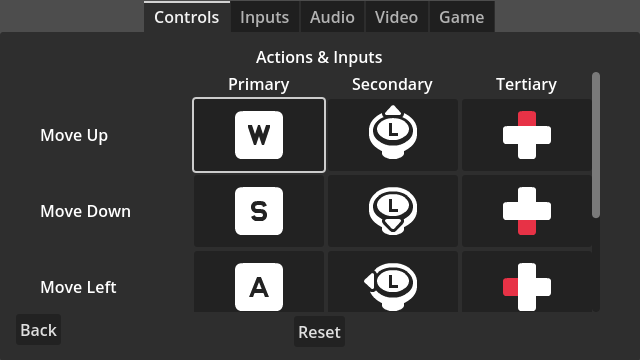 Controls Inputs Audio Video Game
Actions & Inputs
Primary Secondary Tertiary
Move Up W L
Move Down S L
Move Left A L
Back Reset